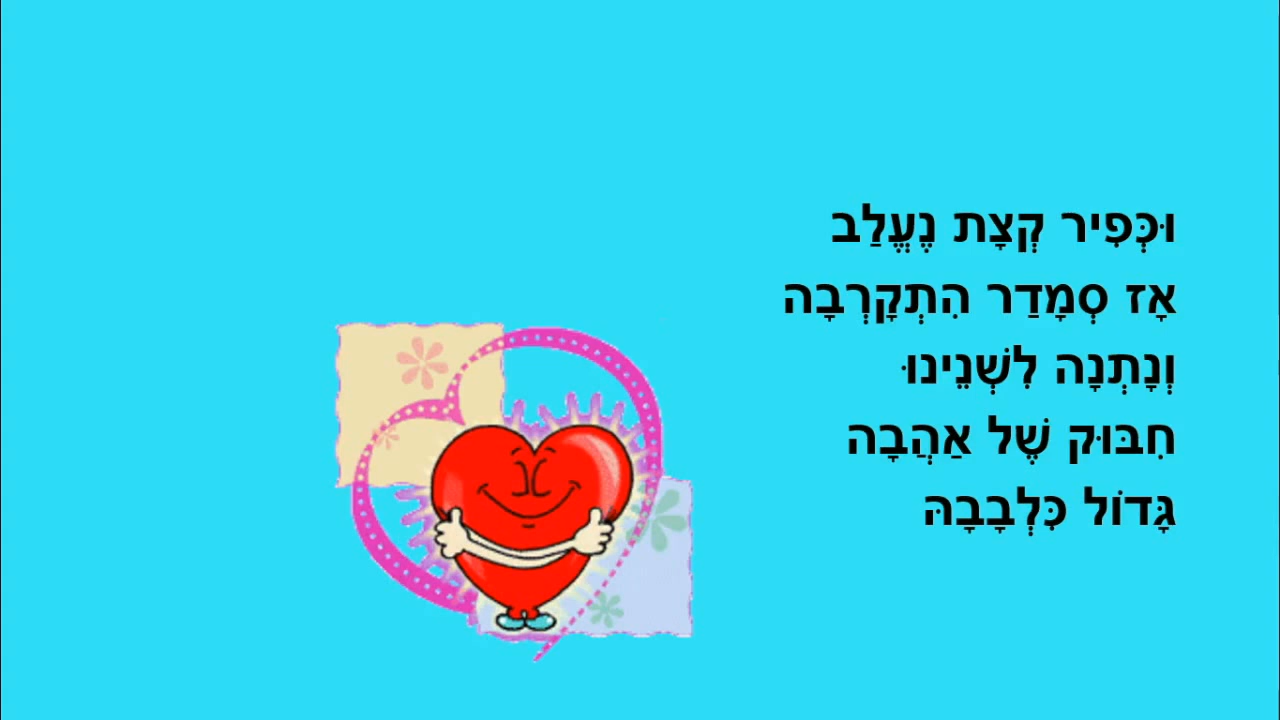 וּכְּפִיר קְצָת נֶעֱלַב
אָז סְמָדַר הִתְקָרְבָה
וְנָתְנָה לִשְׁנֵינוּ
חִבּוּק שֶׁל אַהֲבָה
גָּדוֹל כִּלְבָבָהּ